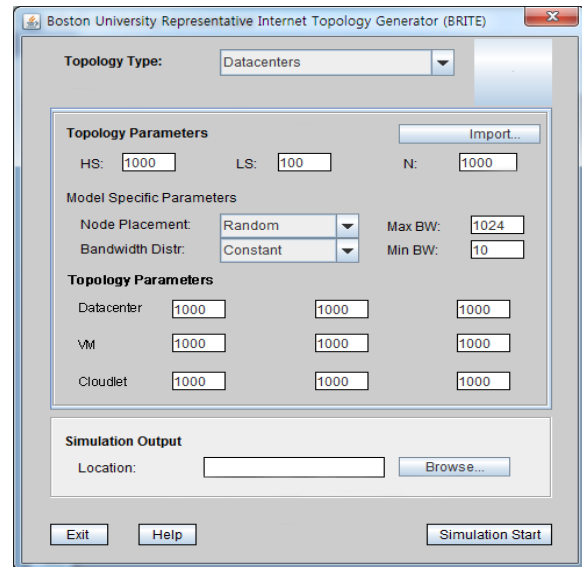 Boston University Representative Internet Topology Generator (BRITE)
Topology Type: Datacenters
Topology Parameters Import...
HS: 1000 LS: 100 N: 1000
Model Specific Parameters
Node Placement: Random Max BW: 1024
Bandwidth Distr: Constant Min BW: 10
Topology Parameters
Datacenter 1000 1000 1000
VM 1000 1000 1000
Cloudlet 1000 1000 1000
Simulation Output
Location: Browse...
Exit Help Simulation Start